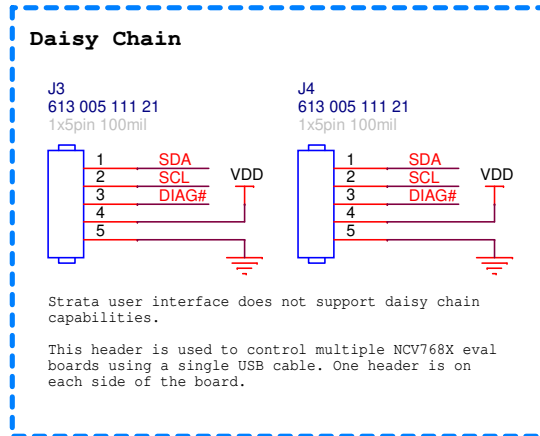 Daisy Chain
J3
613 005 111 21
1x5pin 100mil
1 SDA
2 SCL
3 DIAG#
4
5
VDD
J4
613 005 111 21
1x5pin 100mil
1 SDA
2 SCL
3 DIAG#
4
5
VDD
Strata user interface does not support daisy chain
capabilities.
This header is used to control multiple NCV768X eval
boards using a single USB cable. One header is on
each side of the board.